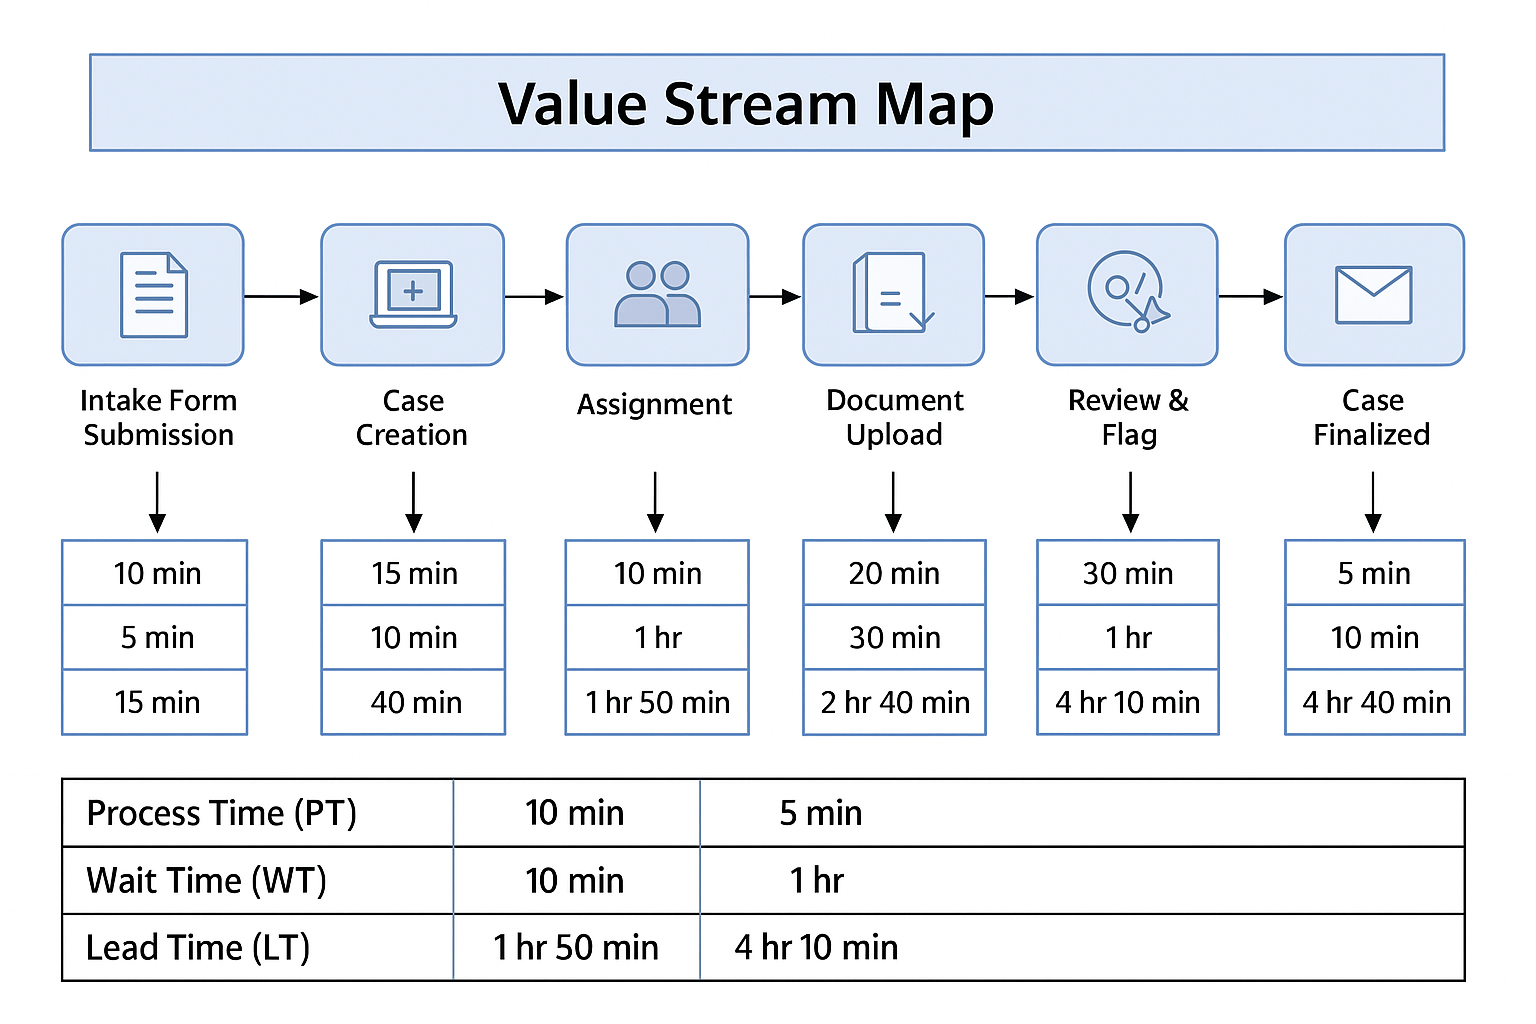 Value Stream Map
Intake Form
Submission
Case
Creation
Assignment
Document
Upload
Review &
Flag
Case
Finalized
10 min
15 min
10 min
20 min
30 min
5 min
5 min
10 min
1 hr
30 min
1 hr
10 min
15 min
40 min
1 hr 50 min
2 hr 40 min
4 hr 10 min
4 hr 40 min
Process Time (PT) 10 min 5 min
Wait Time (WT) 10 min 1 hr
Lead Time (LT) 1 hr 50 min 4 hr 10 min